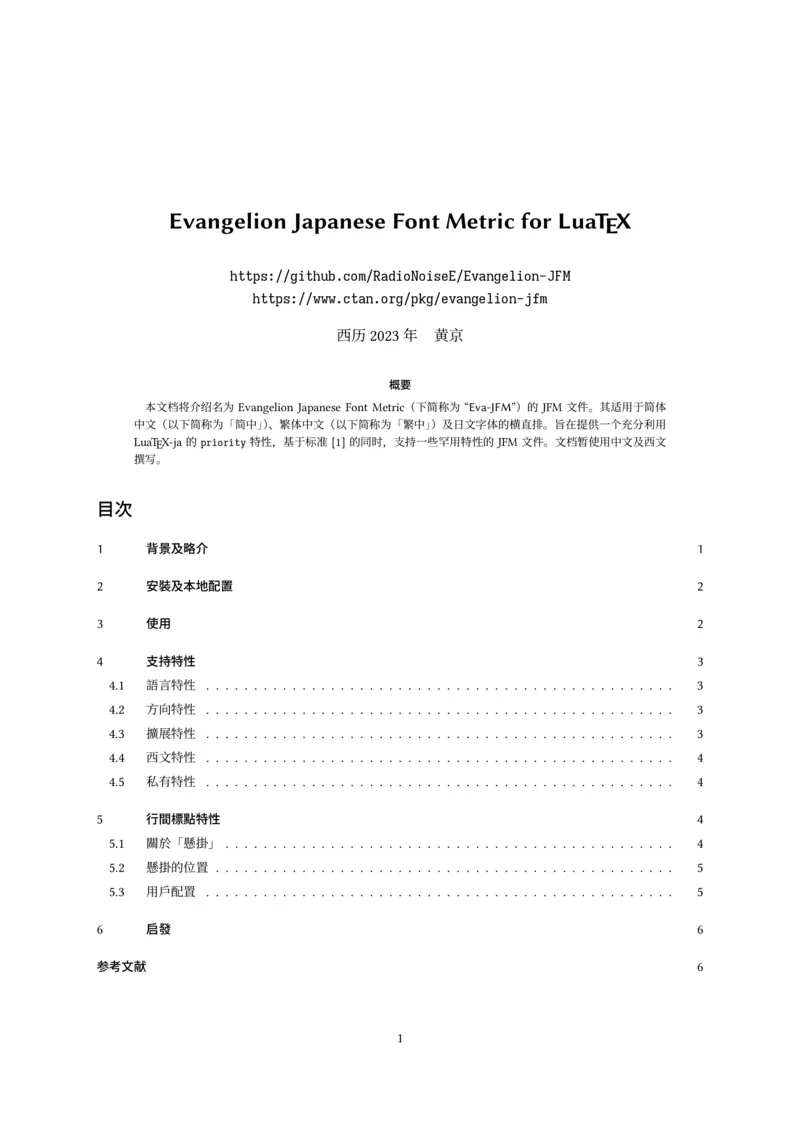 Evangelion Japanese Font Metric for LuaTEX
https://github.com/RadioNoiseE/Evangelion-JFM
https://www.ctan.org/pkg/evangelion-jfm
西历 2023 年　黄京
概要
本文档将介绍名为 Evangelion Japanese Font Metric（下简称为 “Eva-JFM”）的 JFM 文件。其适用于简体
中文（以下简称为「简中」）、繁体中文（以下简称为「繁中」）及日文字体的横直排。旨在提供一个充分利用
LuaTEX-ja 的 priority 特性，基于标准 [1] 的同时，支持一些罕用特性的 JFM 文件。文档暂使用中文及西文
撰写。
目次
1 背景及略介 1
2 安裝及本地配置 2
3 使用 2
4 支持特性 3
4.1 語言特性 . . . . . . . . . . . . . . . . . . . . . . . . . . . . . . . . . . . . . . . . . . . . . . . . . 3
4.2 方向特性 . . . . . . . . . . . . . . . . . . . . . . . . . . . . . . . . . . . . . . . . . . . . . . . . . 3
4.3 擴展特性 . . . . . . . . . . . . . . . . . . . . . . . . . . . . . . . . . . . . . . . . . . . . . . . . . 3
4.4 西文特性 . . . . . . . . . . . . . . . . . . . . . . . . . . . . . . . . . . . . . . . . . . . . . . . . . 4
4.5 私有特性 . . . . . . . . . . . . . . . . . . . . . . . . . . . . . . . . . . . . . . . . . . . . . . . . . 4
5 行間標點特性 4
5.1 關於「懸掛」 . . . . . . . . . . . . . . . . . . . . . . . . . . . . . . . . . . . . . . . . . . . . . . . 4
5.2 懸掛的位置 . . . . . . . . . . . . . . . . . . . . . . . . . . . . . . . . . . . . . . . . . . . . . . . . 5
5.3 用戶配置 . . . . . . . . . . . . . . . . . . . . . . . . . . . . . . . . . . . . . . . . . . . . . . . . . 5
6 启發 6
参考文献 6
1